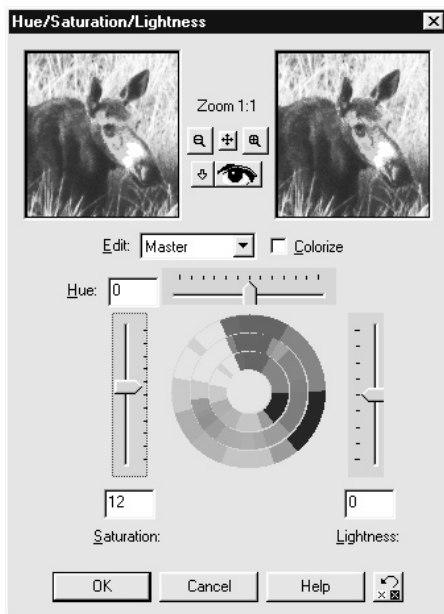 Hue/Saturation/Lightness
Zoom 1:1
Edit: Master Colorize
Hue: 0
12 0
Saturation: Lightness:
OK Cancel Help